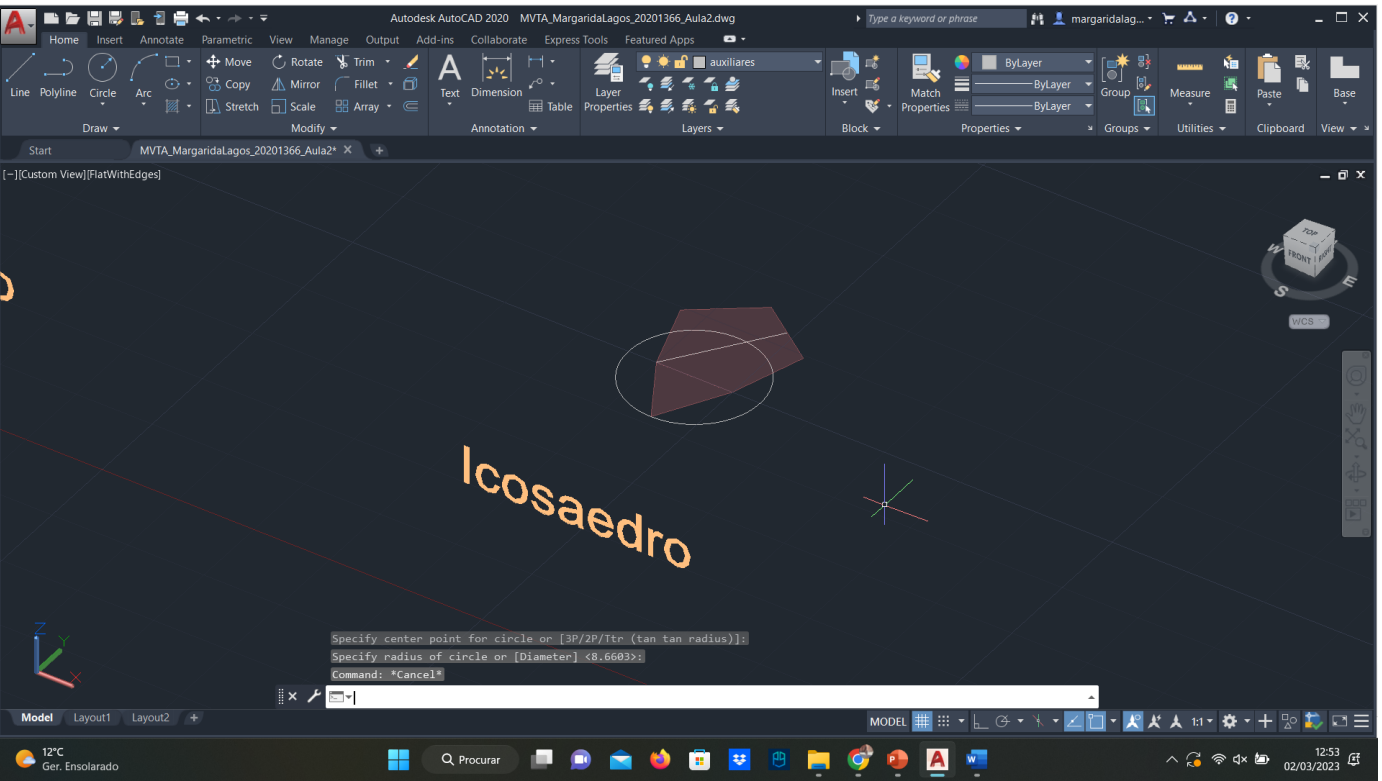 Autodesk AutoCAD 2020 MVTA_MargaridaLagos_20201366_Aula2.dwg
Type a keyword or phrase
margaridalag...
Home Insert Annotate Parametric View Manage Output Add-ins Collaborate Express Tools Featured Apps
Line Polyline Circle Arc
Move Rotate Trim
Copy Mirror Fillet
Stretch Scale Array
Text Dimension
Table
Layer
Properties
auxiliares
Insert
Match
Properties
ByLayer
ByLayer
ByLayer
Group
Measure
Paste
Base
Draw Modify Annotation Layers Block Properties Groups Utilities Clipboard View
Start MVTA_MargaridaLagos_20201366_Aula2*
[−][Custom View][FlatWithEdges]
TOP
FRONT
RIGHT
W
S
E
WCS
Icosaedro
Z
Y
X
Specify center point for circle or [3P/2P/Ttr (tan tan radius)]:
Specify radius of circle or [Diameter] <8.6603>:
Command: *Cancel*
Model Layout1 Layout2
MODEL
1:1
12°C
Ger. Ensolarado
Procurar
12:53
02/03/2023